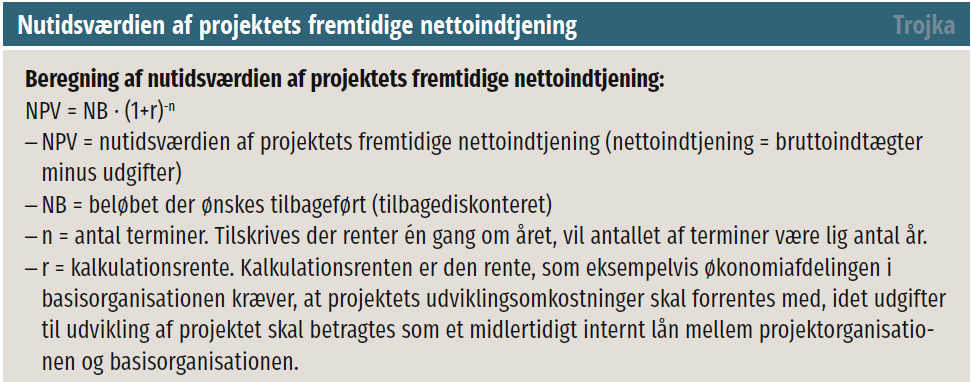 Nutidsværdien af projektets fremtidige nettoindtjening Trojka
Beregning af nutidsværdien af projektets fremtidige nettoindtjening:
NPV = NB · (1+r)⁻ⁿ
– NPV = nutidsværdien af projektets fremtidige nettoindtjening (nettoindtjening = bruttoindtægter
minus udgifter)
– NB = beløbet der ønskes tilbageført (tilbagediskonteret)
– n = antal terminer. Tilskrives der renter én gang om året, vil antallet af terminer være lig antal år.
– r = kalkulationsrente. Kalkulationsrenten er den rente, som eksempelvis økonomiafdelingen i
basisorganisationen kræver, at projektets udviklingsomkostninger skal forrentes med, idet udgifter
til udvikling af projektet skal betragtes som et midlertidigt internt lån mellem projektorganisatio-
nen og basisorganisationen.